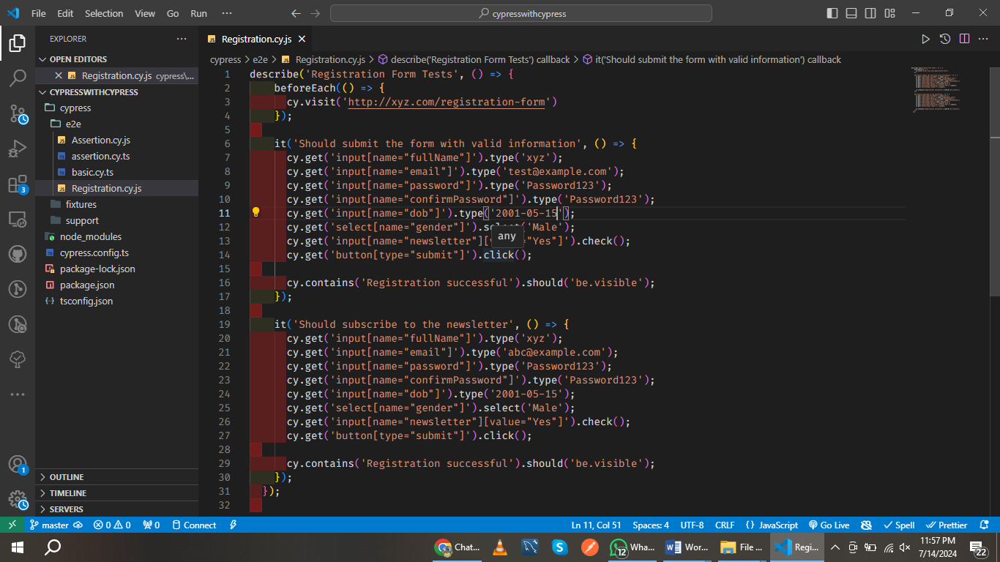 File Edit Selection View Go Run ··· cypresswithcypress
EXPLORER ···
OPEN EDITORS
Registration.cy.js cypress\...
CYPRESSWITHCYPRESS
cypress
e2e
Assertion.cy.js
assertion.cy.ts
basic.cy.ts
Registration.cy.js
fixtures
support
node_modules
cypress.config.ts
package-lock.json
package.json
tsconfig.json
3
1
OUTLINE
TIMELINE
SERVERS
Registration.cy.js
cypress > e2e > Registration.cy.js > describe('Registration Form Tests') callback > it('Should submit the form with valid information') callback
1 describe('Registration Form Tests', () => {
2 beforeEach(() => {
3 cy.visit('http://xyz.com/registration-form')
4 });
5
6 it('Should submit the form with valid information', () => {
7 cy.get('input[name="fullName"]').type('xyz');
8 cy.get('input[name="email"]').type('test@example.com');
9 cy.get('input[name="password"]').type('Password123');
10 cy.get('input[name="confirmPassword"]').type('Password123');
11 cy.get('input[name="dob"]').type('2001-05-15');
12 cy.get('select[name="gender"]').se ct('Male');
any
13 cy.get('input[name="newsletter"][ ="Yes"]').check();
14 cy.get('button[type="submit"]').click();
15
16 cy.contains('Registration successful').should('be.visible');
17 });
18
19 it('Should subscribe to the newsletter', () => {
20 cy.get('input[name="fullName"]').type('xyz');
21 cy.get('input[name="email"]').type('abc@example.com');
22 cy.get('input[name="password"]').type('Password123');
23 cy.get('input[name="confirmPassword"]').type('Password123');
24 cy.get('input[name="dob"]').type('2001-05-15');
25 cy.get('select[name="gender"]').select('Male');
26 cy.get('input[name="newsletter"][value="Yes"]').check();
27 cy.get('button[type="submit"]').click();
28
29 cy.contains('Registration successful').should('be.visible');
30 });
31 });
32
master 0 0 0 Connect Ln 11, Col 51 Spaces: 4 UTF-8 CRLF {} JavaScript Go Live Spell Prettier
Chat... 12 Wha... Wor... File ... Regi... 11:57 PM
7/14/2024 22